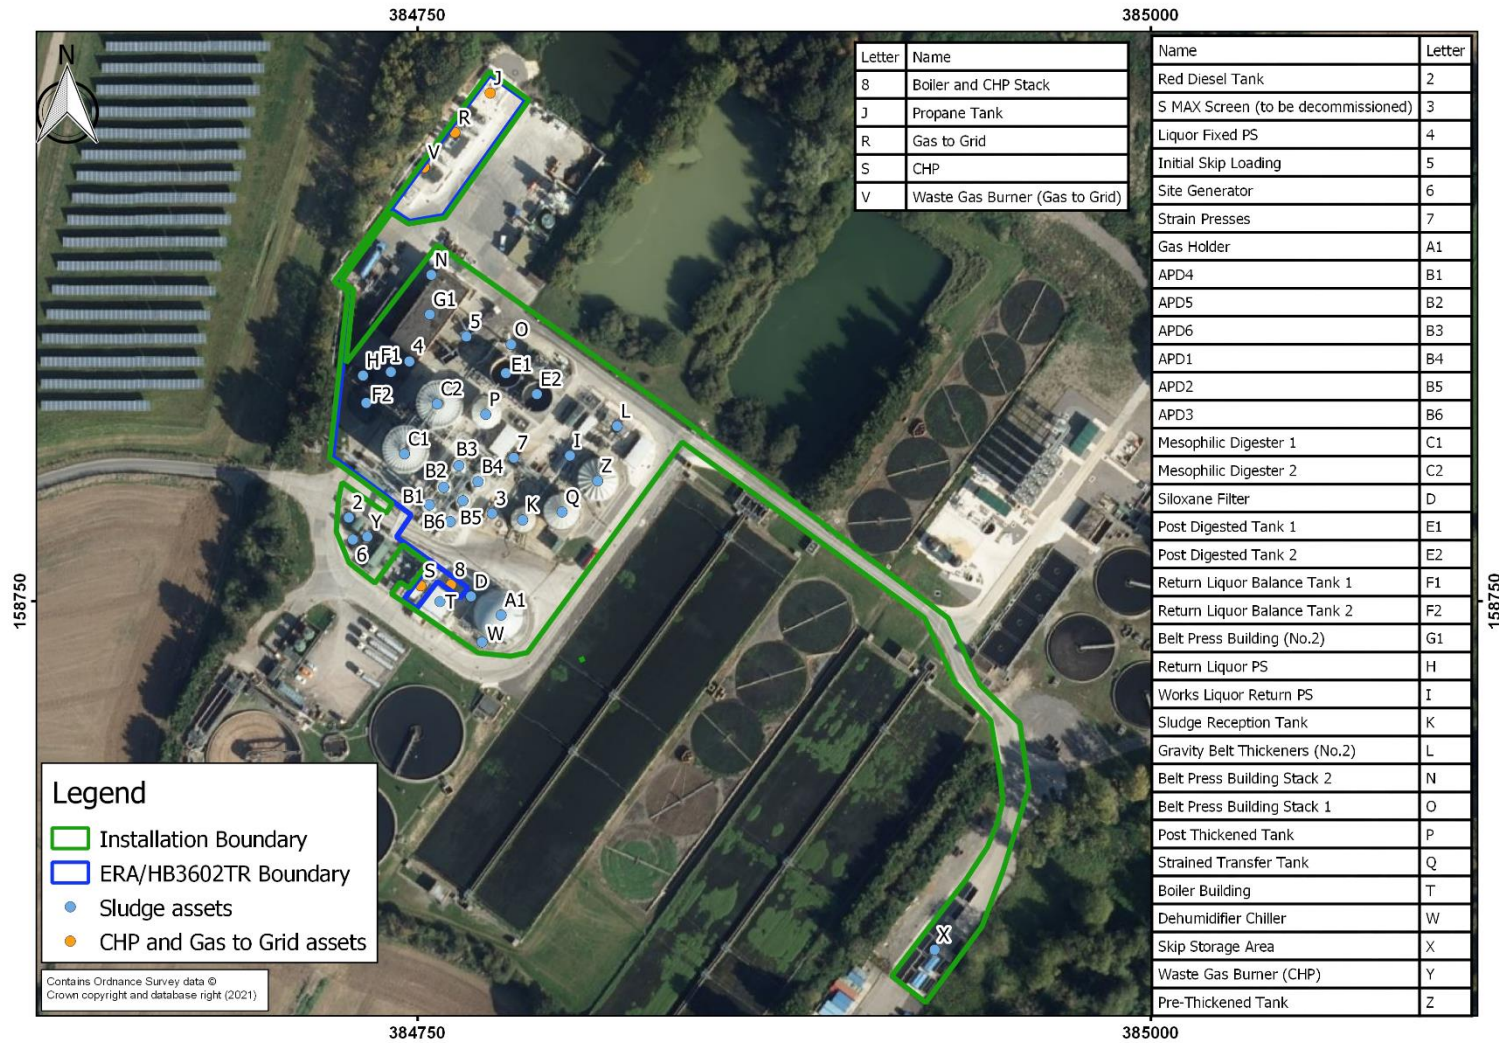 384750
385000
N
Letter Name
8 Boiler and CHP Stack
J Propane Tank
R Gas to Grid
S CHP
V Waste Gas Burner (Gas to Grid)
Name Letter
Red Diesel Tank 2
S MAX Screen (to be decommissioned) 3
Liquor Fixed PS 4
Initial Skip Loading 5
Site Generator 6
Strain Presses 7
Gas Holder A1
APD4 B1
APD5 B2
APD6 B3
APD1 B4
APD2 B5
APD3 B6
Mesophilic Digester 1 C1
Mesophilic Digester 2 C2
Siloxane Filter D
Post Digested Tank 1 E1
Post Digested Tank 2 E2
Return Liquor Balance Tank 1 F1
Return Liquor Balance Tank 2 F2
Belt Press Building (No.2) G1
Return Liquor PS H
Works Liquor Return PS I
Sludge Reception Tank K
Gravity Belt Thickeners (No.2) L
Belt Press Building Stack 2 N
Belt Press Building Stack 1 O
Post Thickened Tank P
Strained Transfer Tank Q
Boiler Building T
Dehumidifier Chiller W
Skip Storage Area X
Waste Gas Burner (CHP) Y
Pre-Thickened Tank Z
J
R
V
N
G1
5
O
4
F1
H
E1
E2
F2
C2
P
L
C1
B3
7
I
B4
Z
B2
B1
3
K
Q
B5
B6
2
Y
6
S
8
D
T
A1
W
X
158750
158750
Legend
Installation Boundary
ERA/HB3602TR Boundary
Sludge assets
CHP and Gas to Grid assets
Contains Ordnance Survey data ©
Crown copyright and database right (2021)
384750
385000